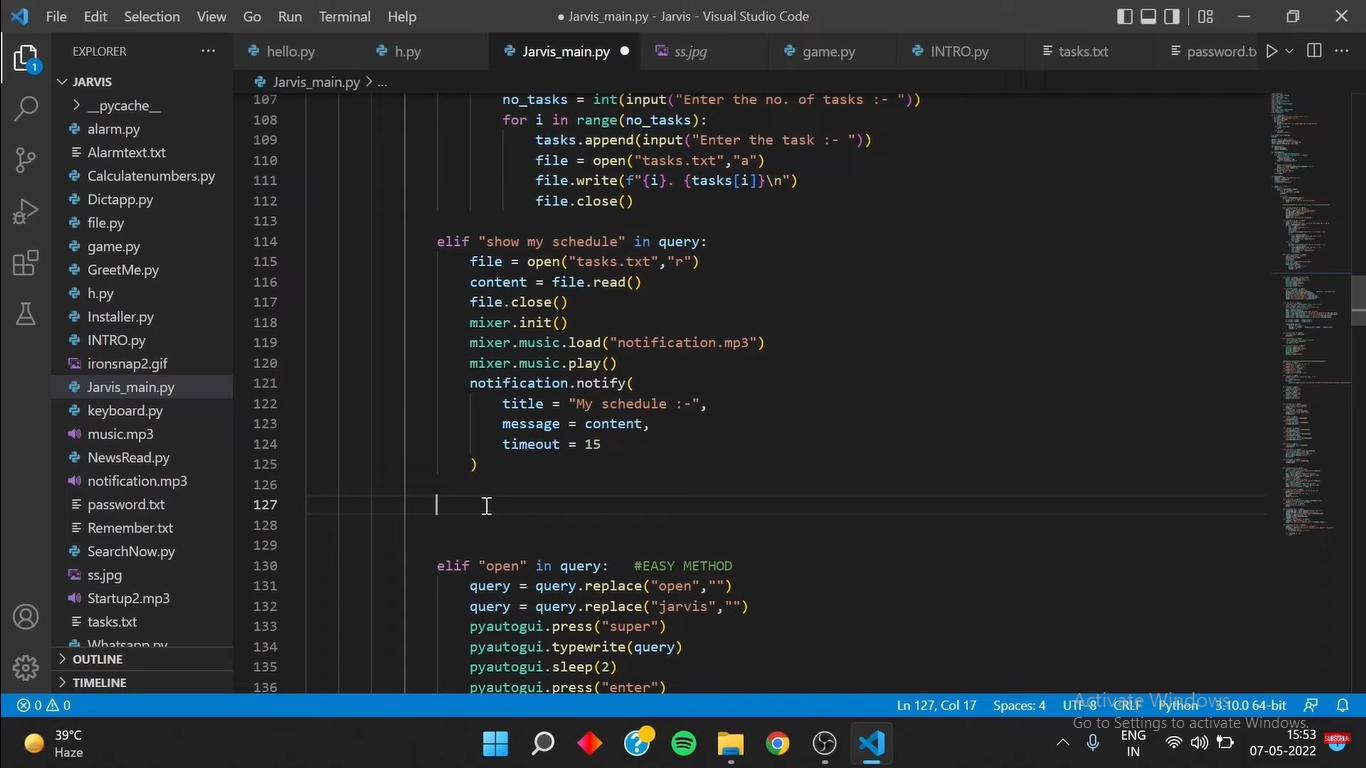 File Edit Selection View Go Run Terminal Help
● Jarvis_main.py - Jarvis - Visual Studio Code
EXPLORER
hello.py h.py Jarvis_main.py ss.jpg game.py INTRO.py tasks.txt password.tx
Jarvis_main.py > ...
JARVIS
__pycache__
alarm.py
Alarmtext.txt
Calculatenumbers.py
Dictapp.py
file.py
game.py
GreetMe.py
h.py
Installer.py
INTRO.py
ironsnap2.gif
Jarvis_main.py
keyboard.py
music.mp3
NewsRead.py
notification.mp3
password.txt
Remember.txt
SearchNow.py
ss.jpg
Startup2.mp3
tasks.txt
Whatsapp.py
OUTLINE
TIMELINE
1
107 no_tasks = int(input("Enter the no. of tasks :- "))
108 for i in range(no_tasks):
109 tasks.append(input("Enter the task :- "))
110 file = open("tasks.txt","a")
111 file.write(f"{i}. {tasks[i]}\n")
112 file.close()
113
114 elif "show my schedule" in query:
115 file = open("tasks.txt","r")
116 content = file.read()
117 file.close()
118 mixer.init()
119 mixer.music.load("notification.mp3")
120 mixer.music.play()
121 notification.notify(
122 title = "My schedule :-",
123 message = content,
124 timeout = 15
125 )
126
127
128
129
130 elif "open" in query: #EASY METHOD
131 query = query.replace("open","")
132 query = query.replace("jarvis","")
133 pyautogui.press("super")
134 pyautogui.typewrite(query)
135 pyautogui.sleep(2)
136 pyautogui.press("enter")
Activate Windows
Go to Settings to activate Windows.
0 0 Ln 127, Col 17 Spaces: 4 UTF-8 CRLF Python 3.10.0 64-bit
39°C
Haze
ENG
IN
15:53
07-05-2022